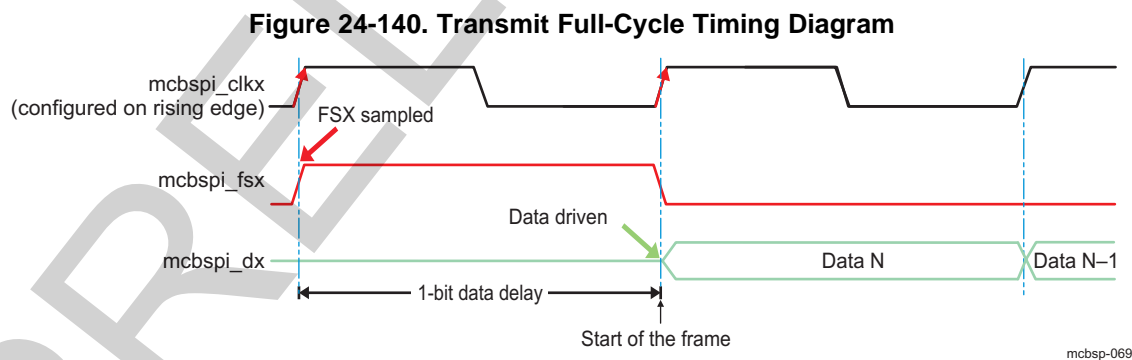 Figure 24-140. Transmit Full-Cycle Timing Diagram
mcbspi_clkx
(configured on rising edge)
FSX sampled
mcbspi_fsx
Data driven
mcbspi_dx
Data N
Data N–1
1-bit data delay
Start of the frame
mcbsp-069